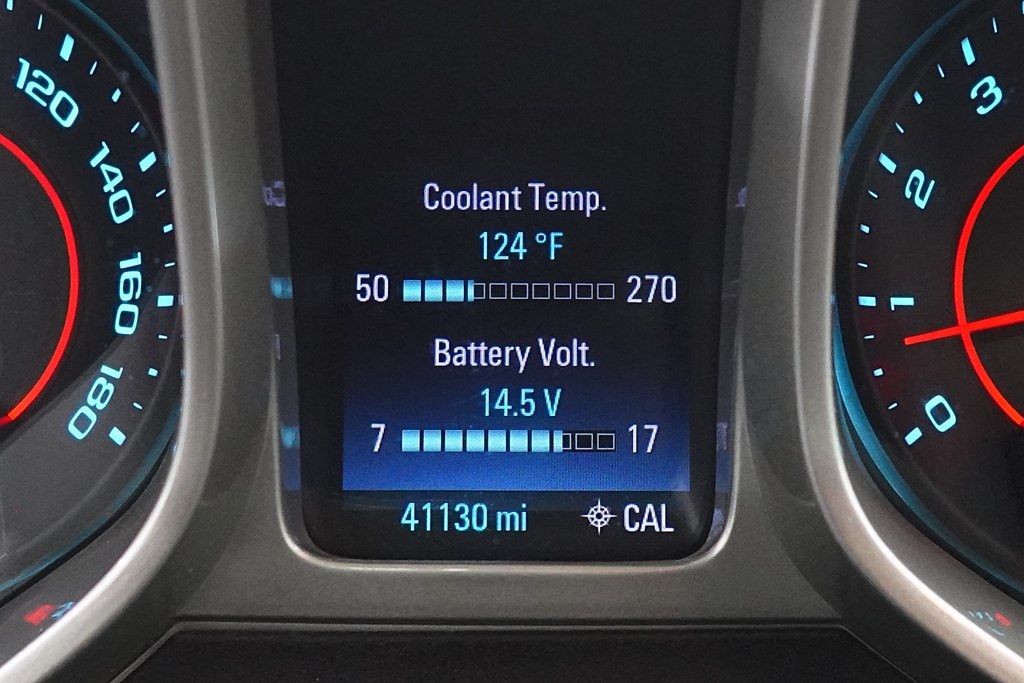 120
140
160
180
Coolant Temp.
124 °F
50 270
Battery Volt.
14.5 V
7 17
41130 mi CAL
3
2
1
0